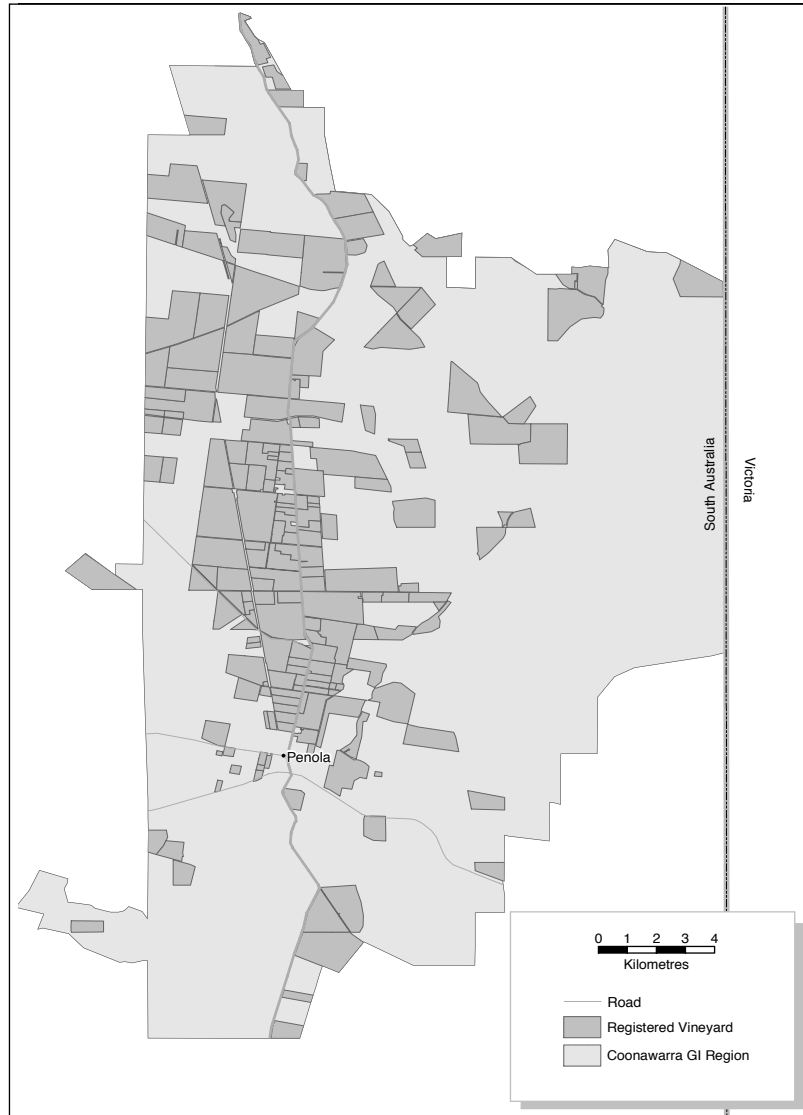 South Australia
Victoria
Penola
0 1 2 3 4
Kilometres
Road
Registered Vineyard
Coonawarra GI Region